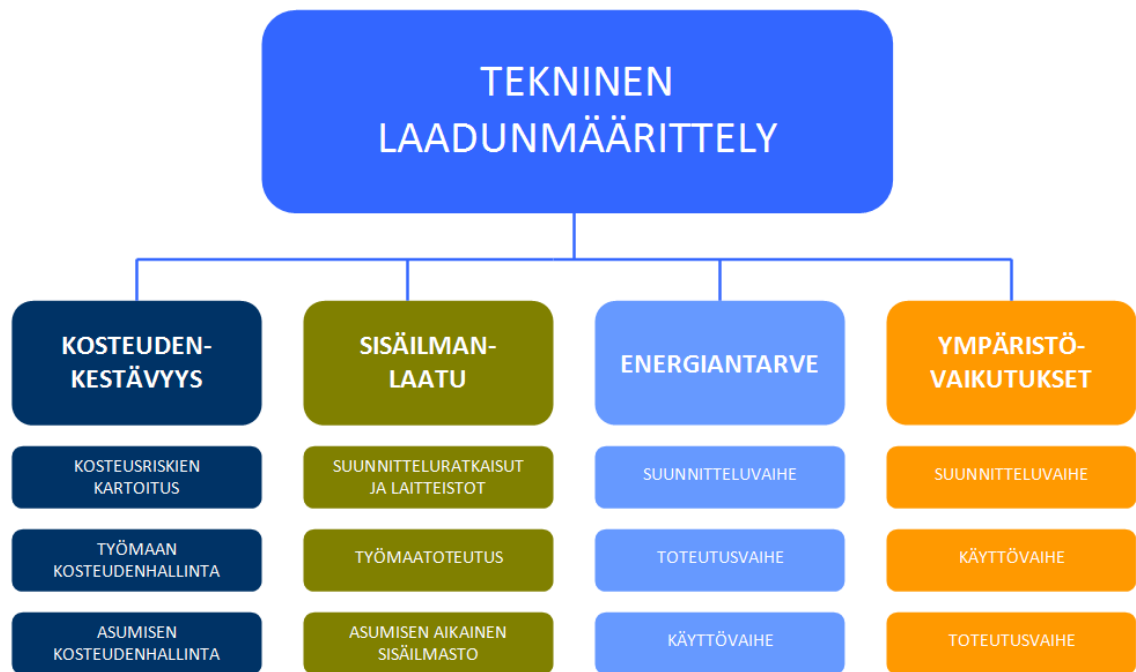 TEKNINEN
LAADUNMÄÄRITTELY
KOSTEUDEN-
KESTÄVYYS
KOSTEUSRISKIEN
KARTOITUS
TYÖMAAN
KOSTEUDENHALLINTA
ASUMISEN
KOSTEUDENHALLINTA
SISÄILMAN-
LAATU
SUUNNITTELURATKAISUT
JA LAITTEISTOT
TYÖMAATOTEUTUS
ASUMISEN AIKAINEN
SISÄILMASTO
ENERGIANTARVE
SUUNNITTELUVAIHE
TOTEUTUSVAIHE
KÄYTTÖVAIHE
YMPÄRISTÖ-
VAIKUTUKSET
SUUNNITTELUVAIHE
KÄYTTÖVAIHE
TOTEUTUSVAIHE